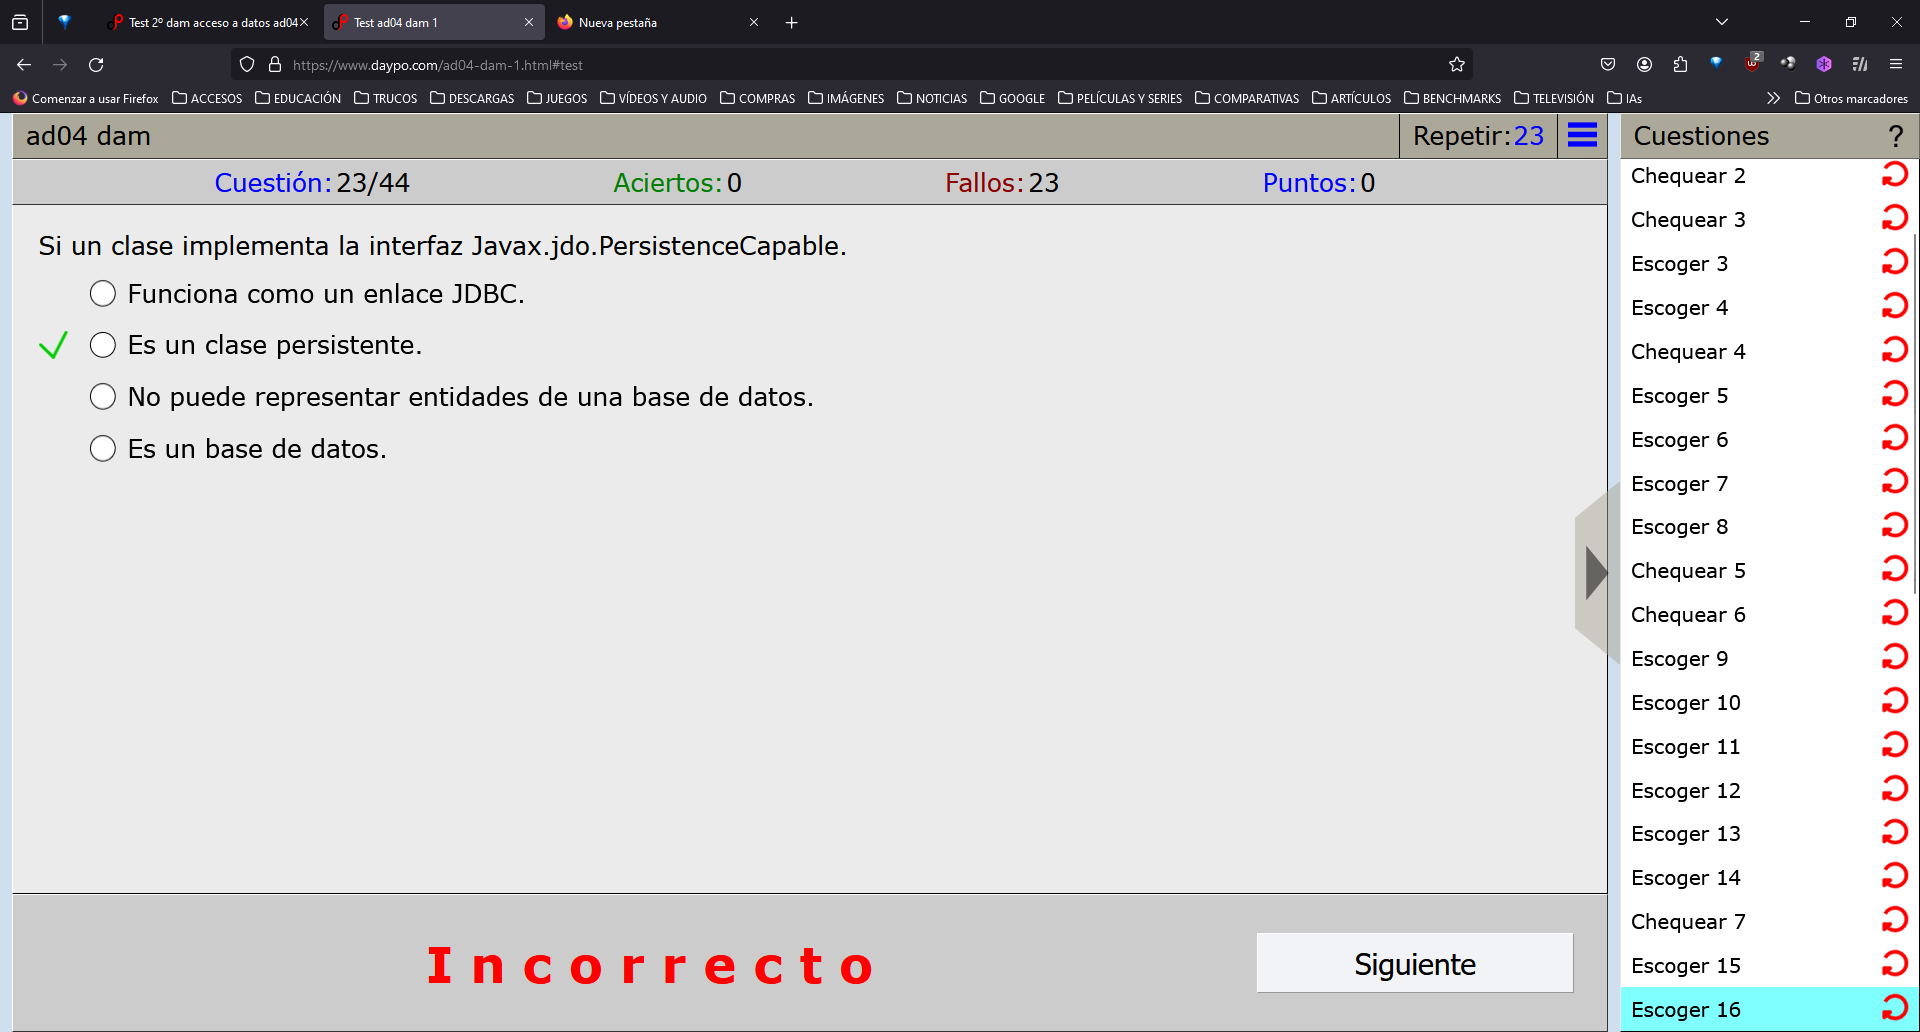 Test 2º dam acceso a datos ad04
Test ad04 dam 1
Nueva pestaña
https://www.daypo.com/ad04-dam-1.html#test
2
Comenzar a usar Firefox
ACCESOS
EDUCACIÓN
TRUCOS
DESCARGAS
JUEGOS
VÍDEOS Y AUDIO
COMPRAS
IMÁGENES
NOTICIAS
GOOGLE
PELÍCULAS Y SERIES
COMPARATIVAS
ARTÍCULOS
BENCHMARKS
TELEVISIÓN
IAs
Otros marcadores
ad04 dam
Repetir:23
Cuestión:23/44
Aciertos:0
Fallos:23
Puntos:0
Si un clase implementa la interfaz Javax.jdo.PersistenceCapable.
Funciona como un enlace JDBC.
Es un clase persistente.
No puede representar entidades de una base de datos.
Es un base de datos.
Incorrecto
Siguiente
Cuestiones
?
Chequear 2
Chequear 3
Escoger 3
Escoger 4
Chequear 4
Escoger 5
Escoger 6
Escoger 7
Escoger 8
Chequear 5
Chequear 6
Escoger 9
Escoger 10
Escoger 11
Escoger 12
Escoger 13
Escoger 14
Chequear 7
Escoger 15
Escoger 16